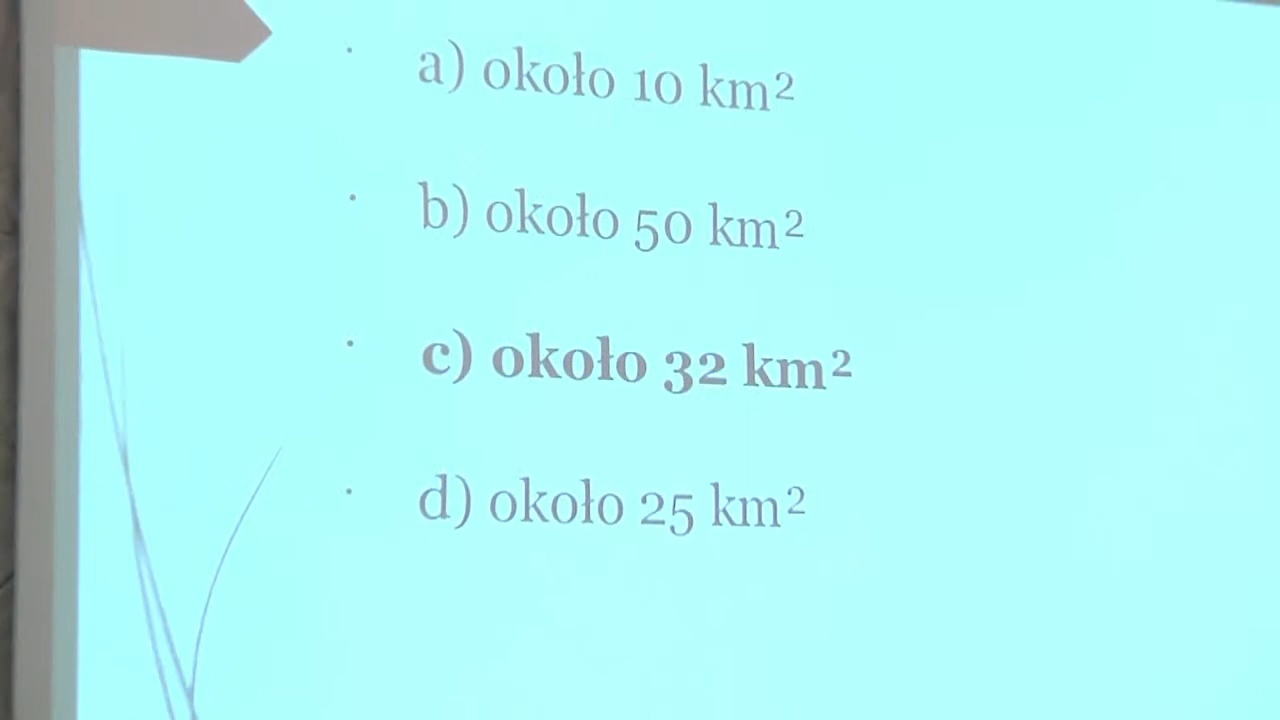 a) około 10 km²
b) około 50 km²
c) około 32 km²
d) około 25 km²